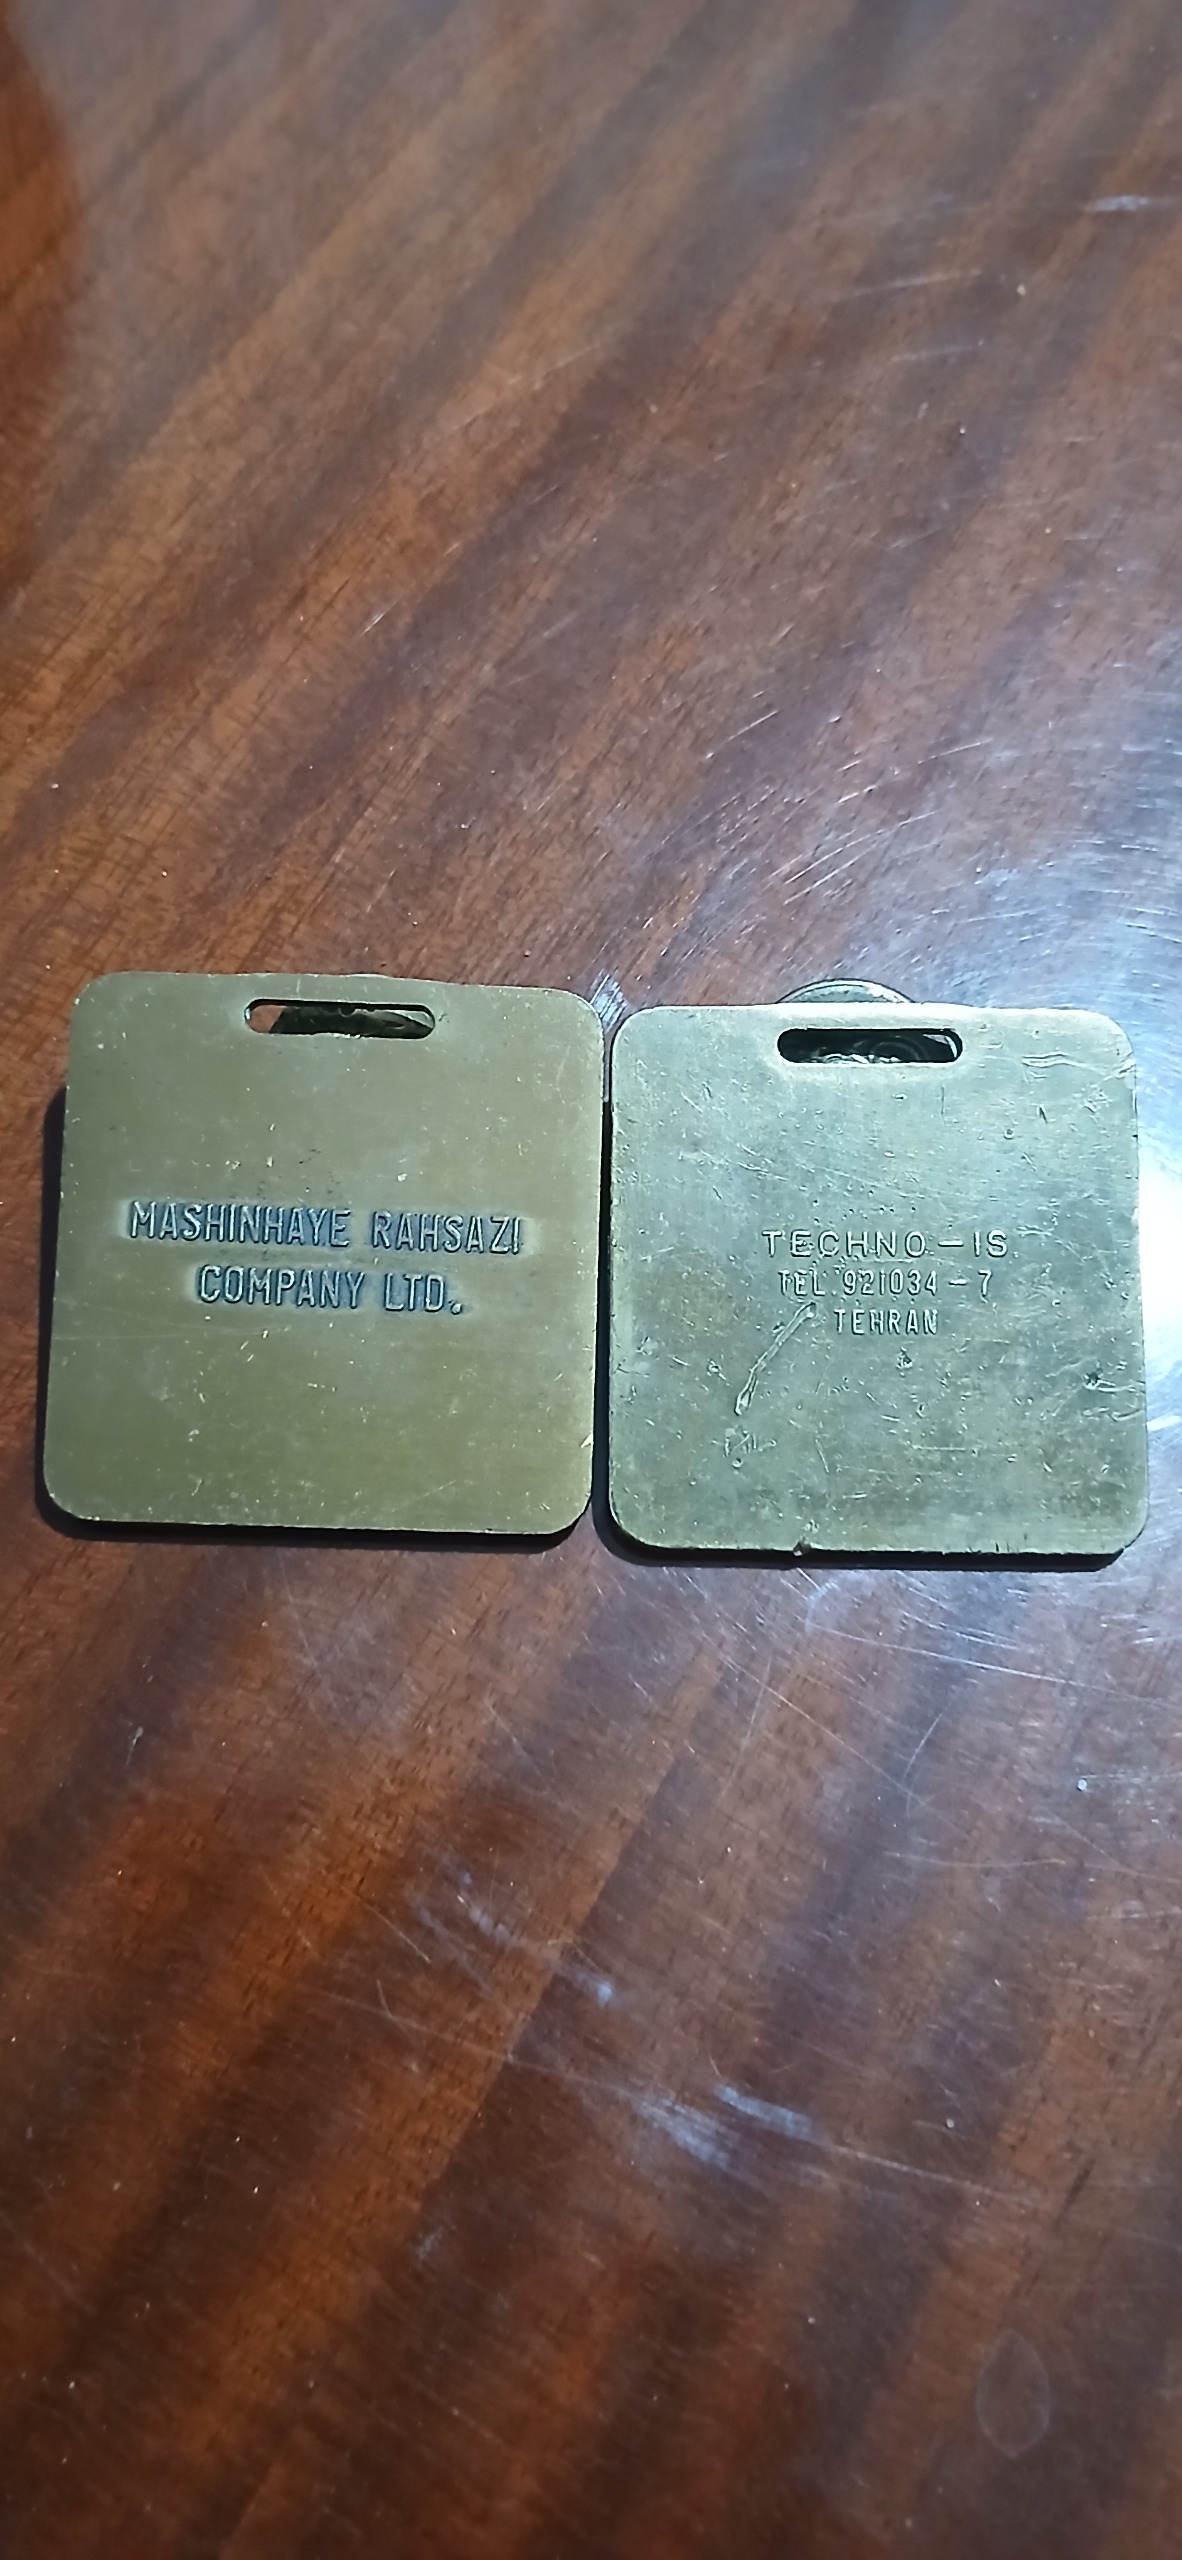 MASHINHAYE RAHSAZI
COMPANY LTD.
TECHNO-IS
TEL. 921034-7
TEHRAN